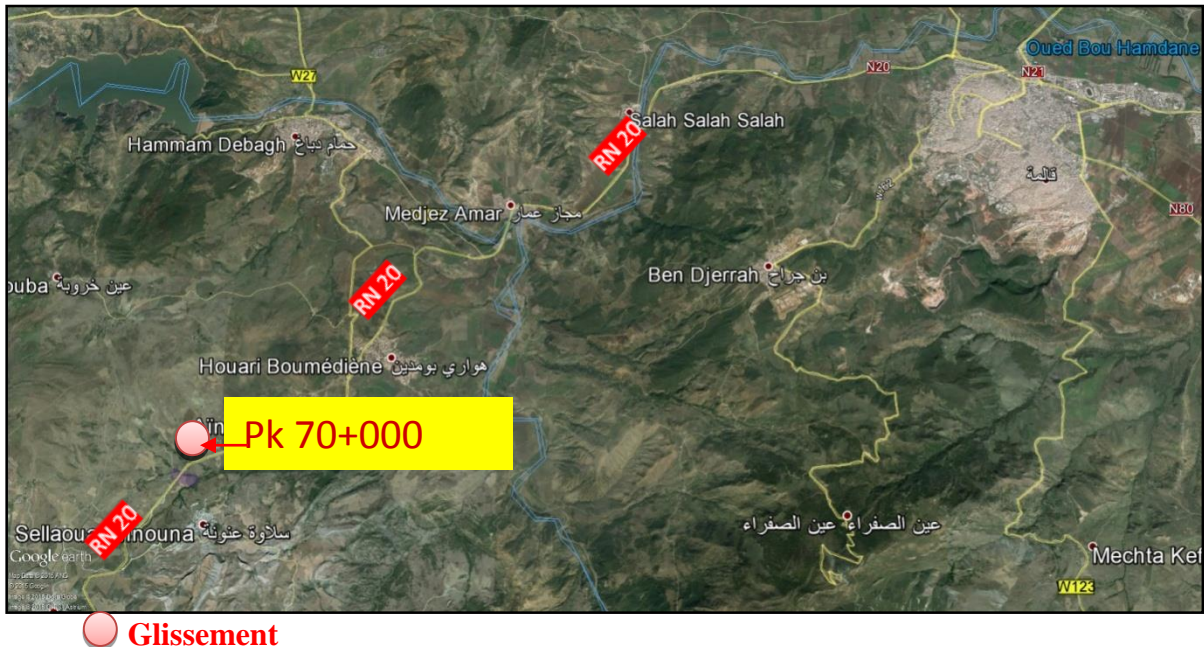 Oued Bou Hamdane
W27
N20
N21
Salah Salah Salah
Hammam Debagh حمام دباغ
RN 20
قالمة
Medjez Amar مجاز عمار
N80
Ben Djerrah بن جراح
ouba عين خروبة
RN 20
Houari Boumédiène هواري بومدين
Aïn
Pk 70+000
Sellaoua Announa سلاوة عنونة
RN 20
عين الصفراء عين الصفراء
Mechta Kef
Google earth
W123
Glissement